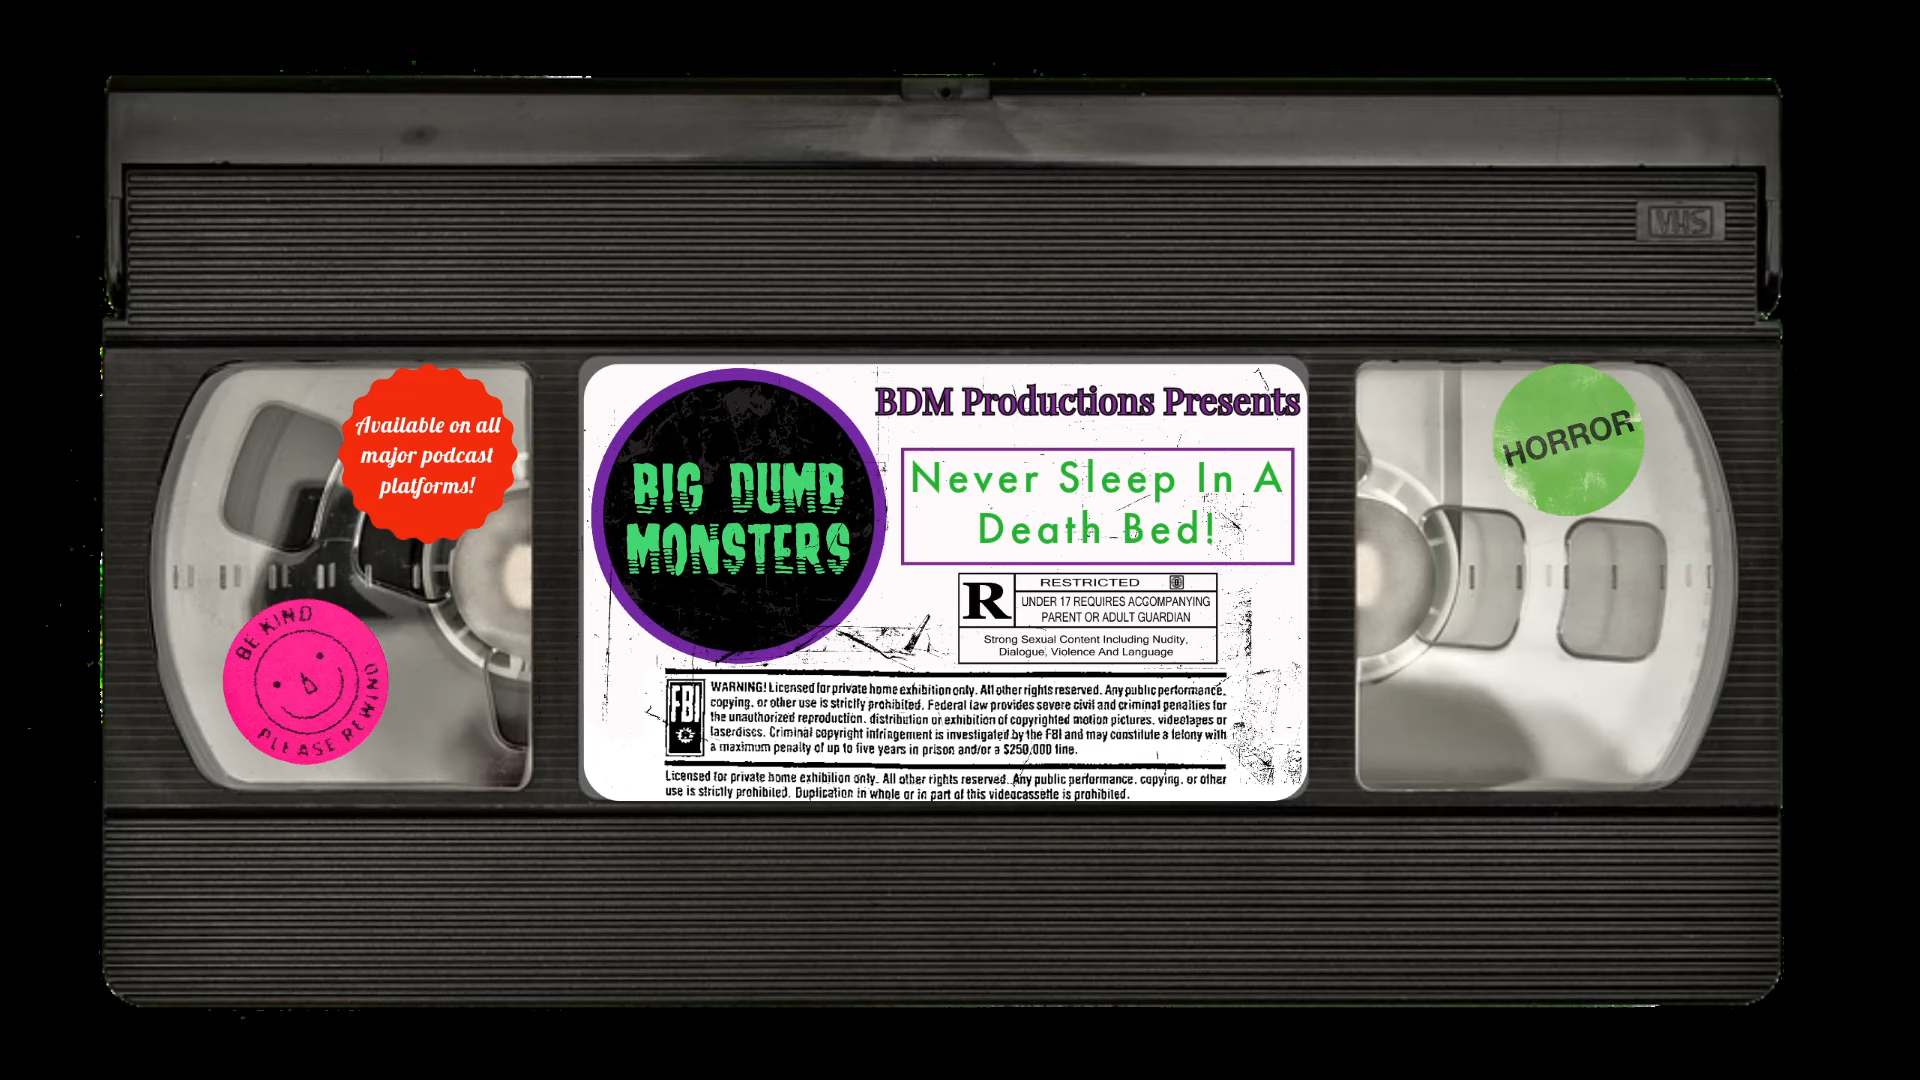 VHS
Available on all
major podcast
platforms!
BE KIND
PLEASE REWIND
BIG DUMB
MONSTERS
BDM Productions Presents
Never Sleep In A
Death Bed!
R
RESTRICTED
UNDER 17 REQUIRES ACCOMPANYING
PARENT OR ADULT GUARDIAN
Strong Sexual Content Including Nudity,
Dialogue, Violence And Language
FBI
WARNING! Licensed for private home exhibition only. All other rights reserved. Any public performance,
copying, or other use is strictly prohibited. Federal law provides severe civil and criminal penalties for
the unauthorized reproduction, distribution or exhibition of copyrighted motion pictures, videotapes or
laserdiscs. Criminal copyright infringement is investigated by the FBI and may constitute a felony with
a maximum penalty of up to five years in prison and/or a $250,000 fine.
Licensed for private home exhibition only. All other rights reserved. Any public performance, copying, or other
use is strictly prohibited. Duplication in whole or in part of this videocassette is prohibited.
HORROR